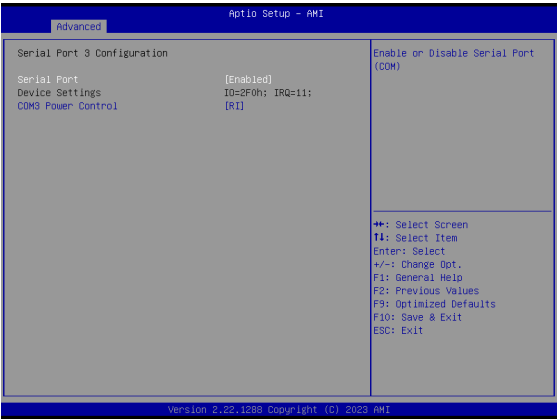 Aptio Setup – AMI
Advanced
Serial Port 3 Configuration
Serial Port [Enabled]
Device Settings IO=2F0h; IRQ=11;
COM3 Power Control [RI]
Enable or Disable Serial Port
(COM)
→←: Select Screen
↑↓: Select Item
Enter: Select
+/-: Change Opt.
F1: General Help
F2: Previous Values
F9: Optimized Defaults
F10: Save & Exit
ESC: Exit
Version 2.22.1288 Copyright (C) 2023 AMI